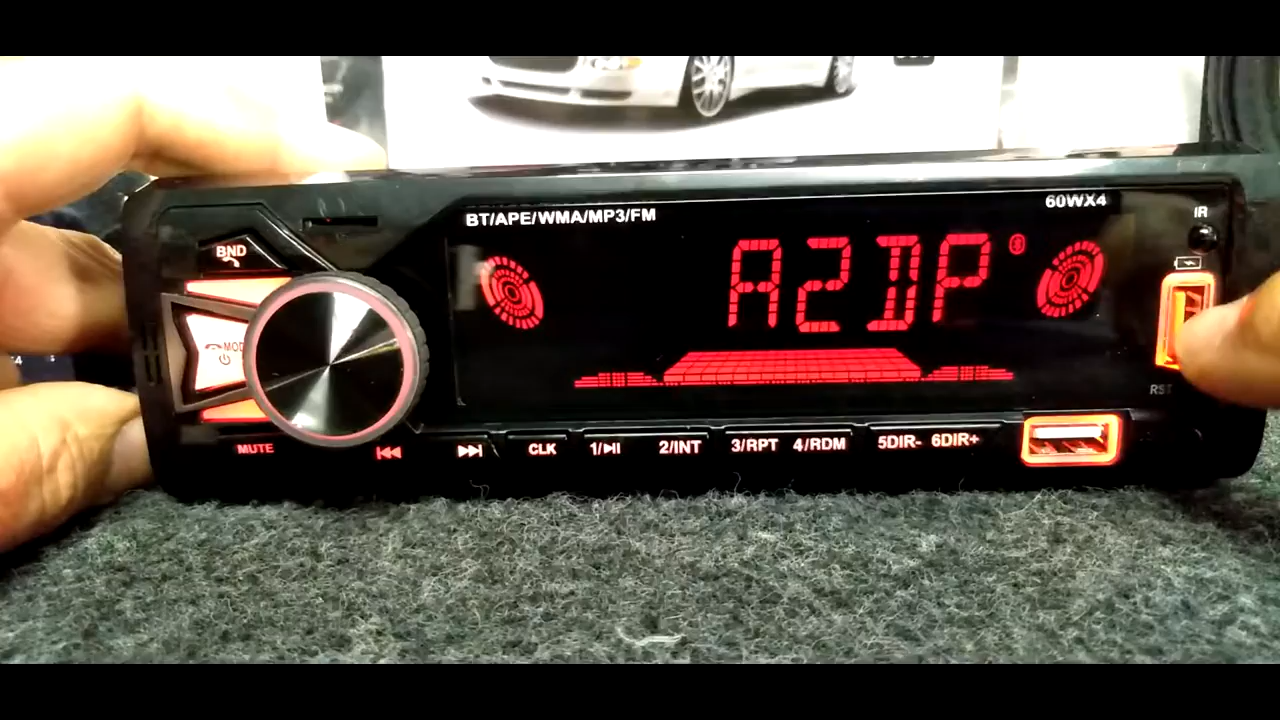 BT/APE/WMA/MP3/FM
60WX4
IR
BND
A2DP
MOD
RST
MUTE
CLK
1/
2/INT
3/RPT
4/RDM
5DIR-
6DIR+